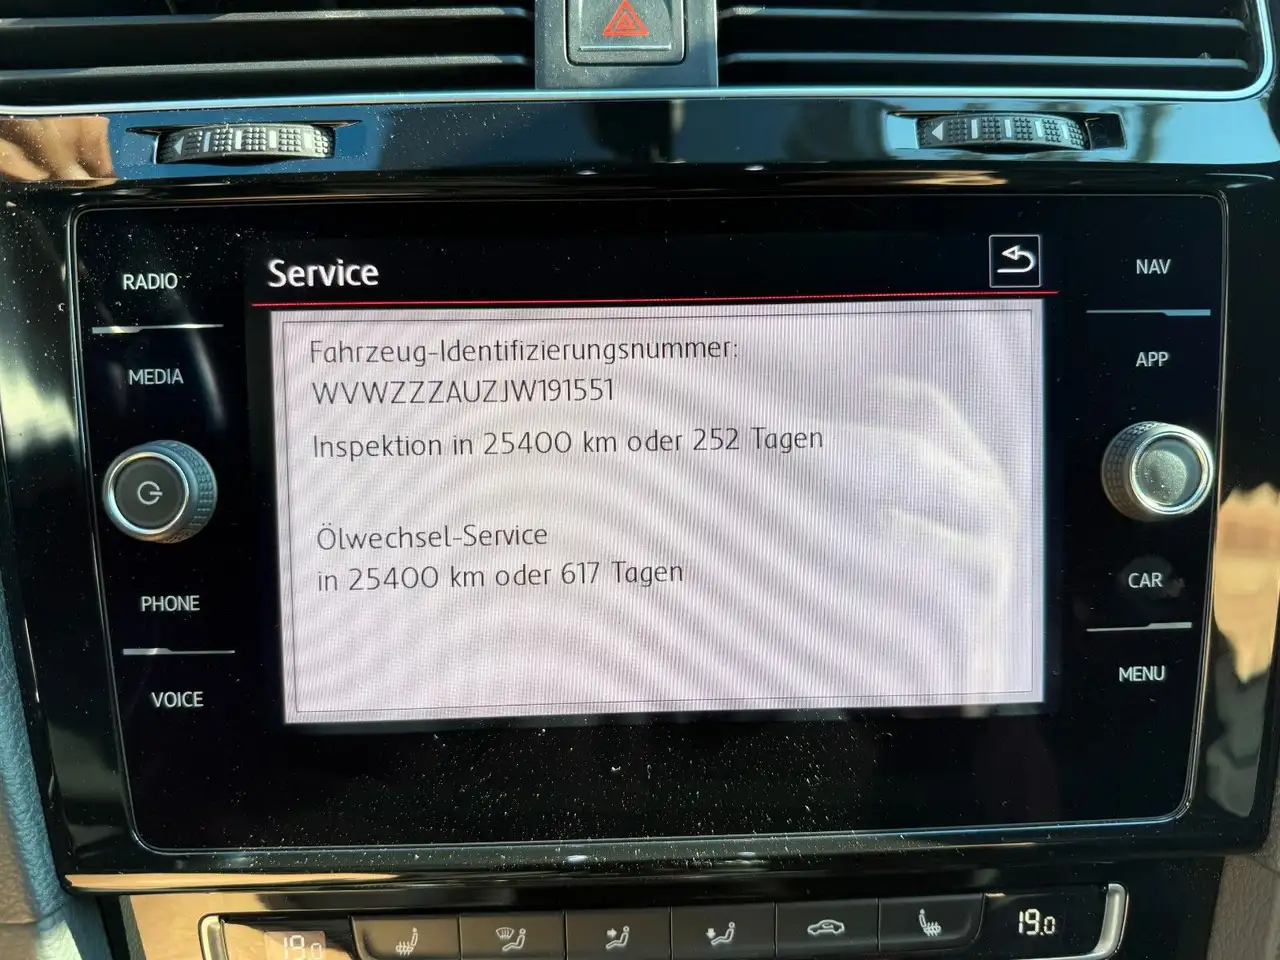 Service
RADIO
MEDIA
PHONE
VOICE
Fahrzeug-Identifizierungsnummer:
WVWZZZAUZJW191551
Inspektion in 25400 km oder 252 Tagen
Ölwechsel-Service
in 25400 km oder 617 Tagen
NAV
APP
CAR
MENU
19.0
19.0